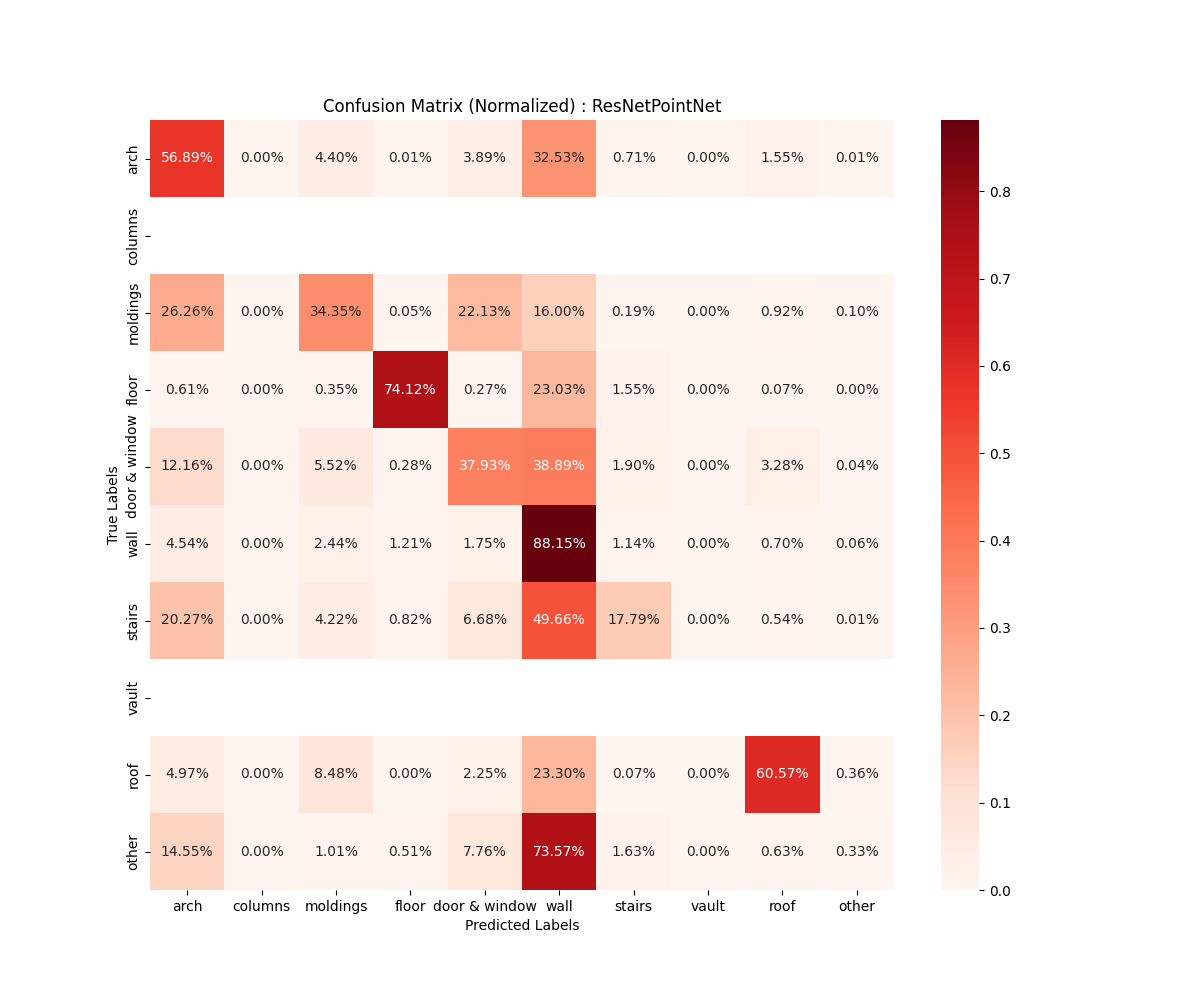 Confusion Matrix (Normalized) : ResNetPointNet
True Labels
arch 56.89% 0.00% 4.40% 0.01% 3.89% 32.53% 0.71% 0.00% 1.55% 0.01%
columns
moldings 26.26% 0.00% 34.35% 0.05% 22.13% 16.00% 0.19% 0.00% 0.92% 0.10%
floor 0.61% 0.00% 0.35% 74.12% 0.27% 23.03% 1.55% 0.00% 0.07% 0.00%
door & window 12.16% 0.00% 5.52% 0.28% 37.93% 38.89% 1.90% 0.00% 3.28% 0.04%
wall 4.54% 0.00% 2.44% 1.21% 1.75% 88.15% 1.14% 0.00% 0.70% 0.06%
stairs 20.27% 0.00% 4.22% 0.82% 6.68% 49.66% 17.79% 0.00% 0.54% 0.01%
vault
roof 4.97% 0.00% 8.48% 0.00% 2.25% 23.30% 0.07% 0.00% 60.57% 0.36%
other 14.55% 0.00% 1.01% 0.51% 7.76% 73.57% 1.63% 0.00% 0.63% 0.33%
arch columns moldings floor door & window wall stairs vault roof other
Predicted Labels
0.8
0.7
0.6
0.5
0.4
0.3
0.2
0.1
0.0